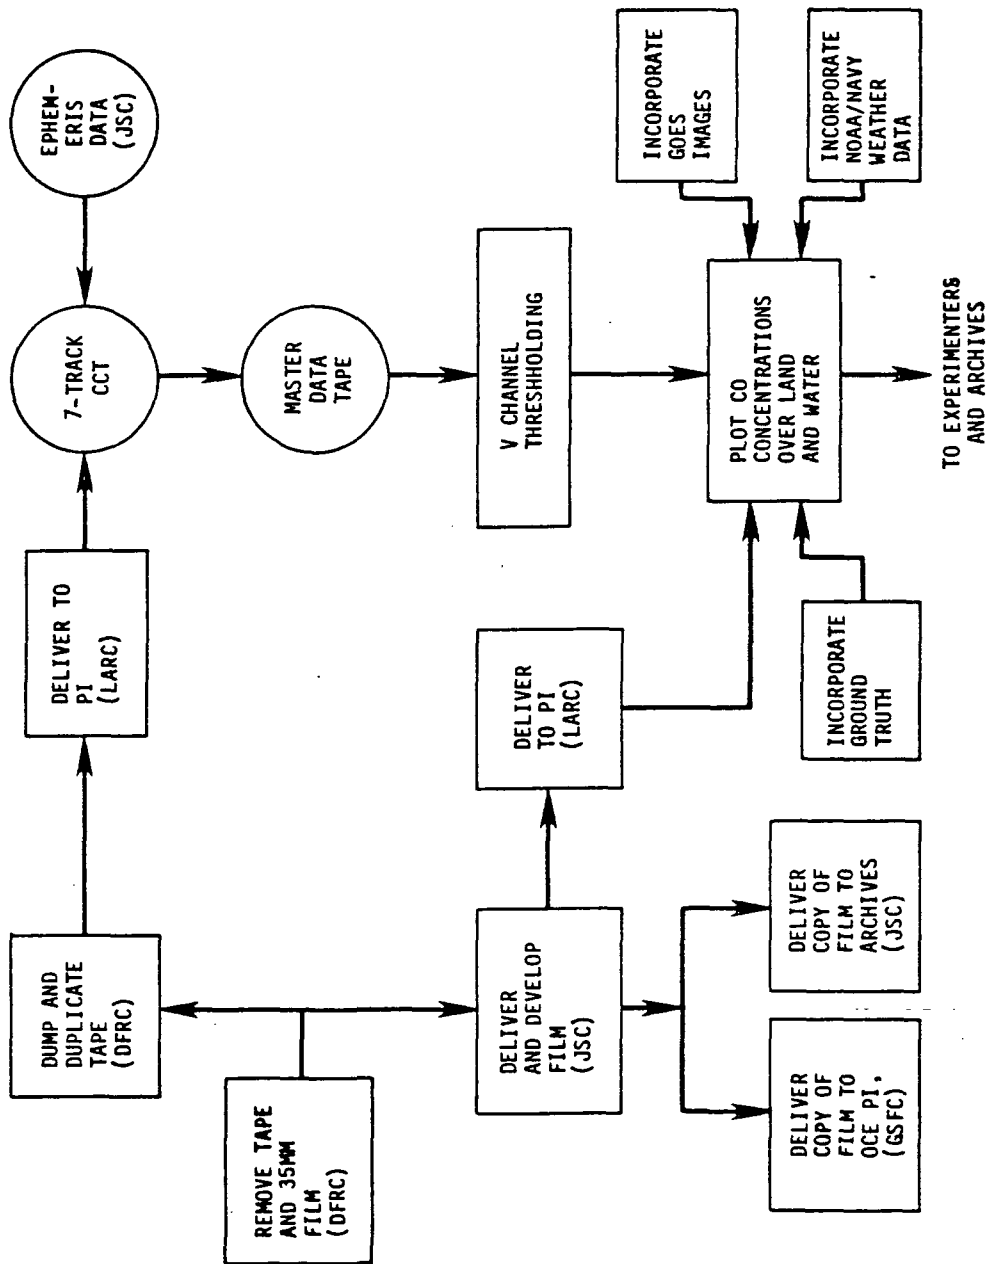 REMOVE TAPE
AND 35MM
FILM
(DFRC)
DUMP AND
DUPLICATE
TAPE
(DFRC)
DELIVER TO
PI
(LARC)
7-TRACK
CCT
EPHEM-
ERIS
DATA
(JSC)
MASTER
DATA
TAPE
DELIVER
AND DEVELOP
FILM
(JSC)
DELIVER
TO PI
(LARC)
V CHANNEL
THRESHHOLDING
DELIVER
COPY OF
FILM TO
OCE PI,
(GSFC)
DELIVER
COPY OF
FILM TO
ARCHIVES
(JSC)
INCORPORATE
GROUND
TRUTH
PLOT CO
CONCENTRATIONS
OVER LAND
AND WATER
INCORPORATE
GOES
IMAGES
INCORPORATE
NOAA/NAVY
WEATHER
DATA
TO EXPERIMENTERS
AND ARCHIVES